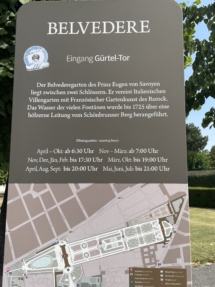 BELVEDERE
Eingang Gürtel-Tor
Der Belvederegarten des Prinz Eugen von Savoyen
liegt zwischen zwei Schlössern. Er vereint Italienischen
Villengarten mit Französischer Gartenkunst des Barock.
Das Wasser der vielen Fontänen wurde bis 1725 über eine
hölzerne Leitung vom Schönbrunner Berg herangeführt.
April – Okt: ab 6:30 Uhr Nov – März: ab 7:00 Uhr
Nov, Dez, Jän, Feb: bis 17:30 Uhr März, Okt: bis 19:00 Uhr
April, Aug, Sept: bis 20:00 Uhr Mai, Juni, Juli: bis 21:00 Uhr